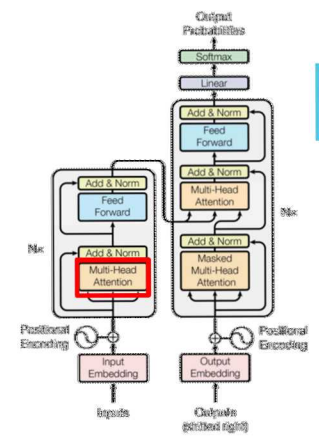 Output
Probabilities
Softmax
Linear
Add & Norm
Feed
Forward
Add & Norm
Multi-Head
Attention
Add & Norm
Masked
Multi-Head
Attention
Nx
Add & Norm
Feed
Forward
Nx
Add & Norm
Multi-Head
Attention
Positional
Encoding
Positional
Encoding
Input
Embedding
Output
Embedding
Inputs
Outputs
(shifted right)